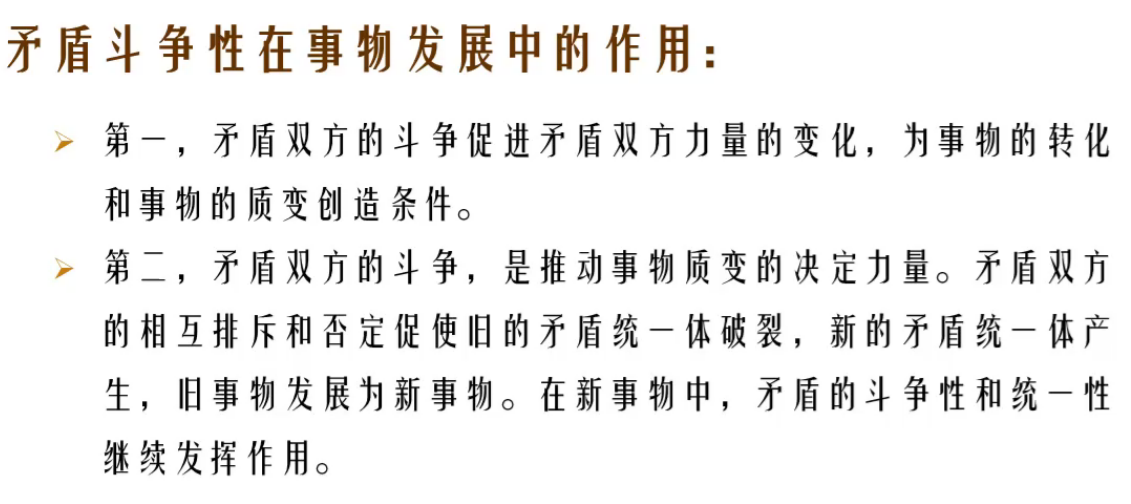 矛盾斗争性在事物发展中的作用：
第一，矛盾双方的斗争促进矛盾双方力量的变化，为事物的转化
和事物的质变创造条件。
第二，矛盾双方的斗争，是推动事物质变的决定力量。矛盾双方
的相互排斥和否定促使旧的矛盾统一体破裂，新的矛盾统一体产
生，旧事物发展为新事物。在新事物中，矛盾的斗争性和统一性
继续发挥作用。